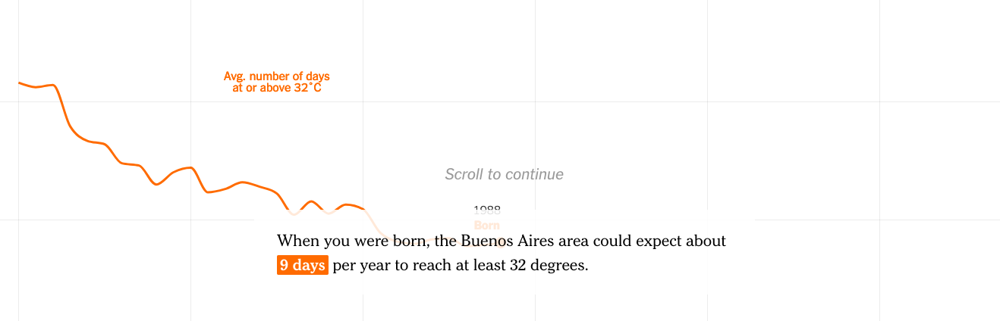 Avg. number of days
at or above 32°C
Scroll to continue
1988
Born
When you were born, the Buenos Aires area could expect about
9 days per year to reach at least 32 degrees.